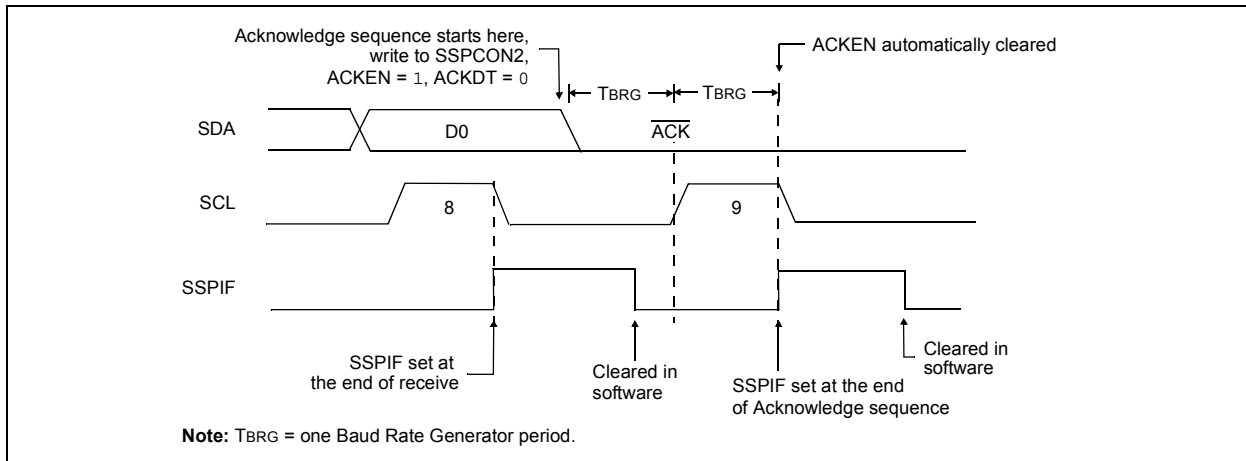 Acknowledge sequence starts here,
write to SSPCON2,
ACKEN = 1, ACKDT = 0
ACKEN automatically cleared
TBRG
TBRG
SDA
D0
ACK
SCL
8
9
SSPIF
SSPIF set at
the end of receive
Cleared in
software
SSPIF set at the end
of Acknowledge sequence
Cleared in
software
Note: TBRG = one Baud Rate Generator period.